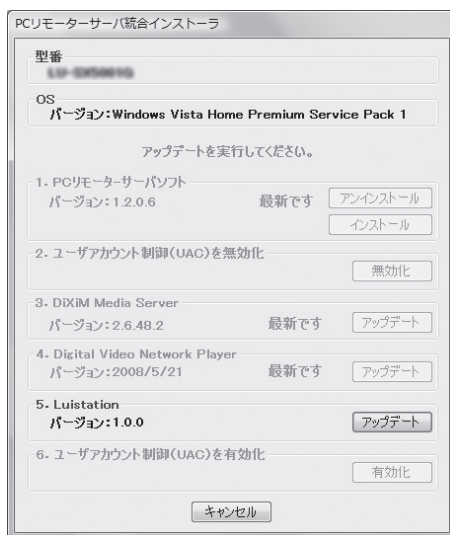 PCリモーターサーバ統合インストーラ
型番
OS
バージョン:Windows Vista Home Premium Service Pack 1
アップデートを実行してください。
1. PCリモーターサーバソフト
バージョン:1.2.0.6 最新です アンインストール
インストール
2. ユーザアカウント制御(UAC)を無効化
無効化
3. DiXiM Media Server
バージョン:2.6.48.2 最新です アップデート
4. Digital Video Network Player
バージョン:2008/5/21 最新です アップデート
5. Luistation
バージョン:1.0.0 アップデート
6. ユーザアカウント制御(UAC)を有効化
有効化
キャンセル